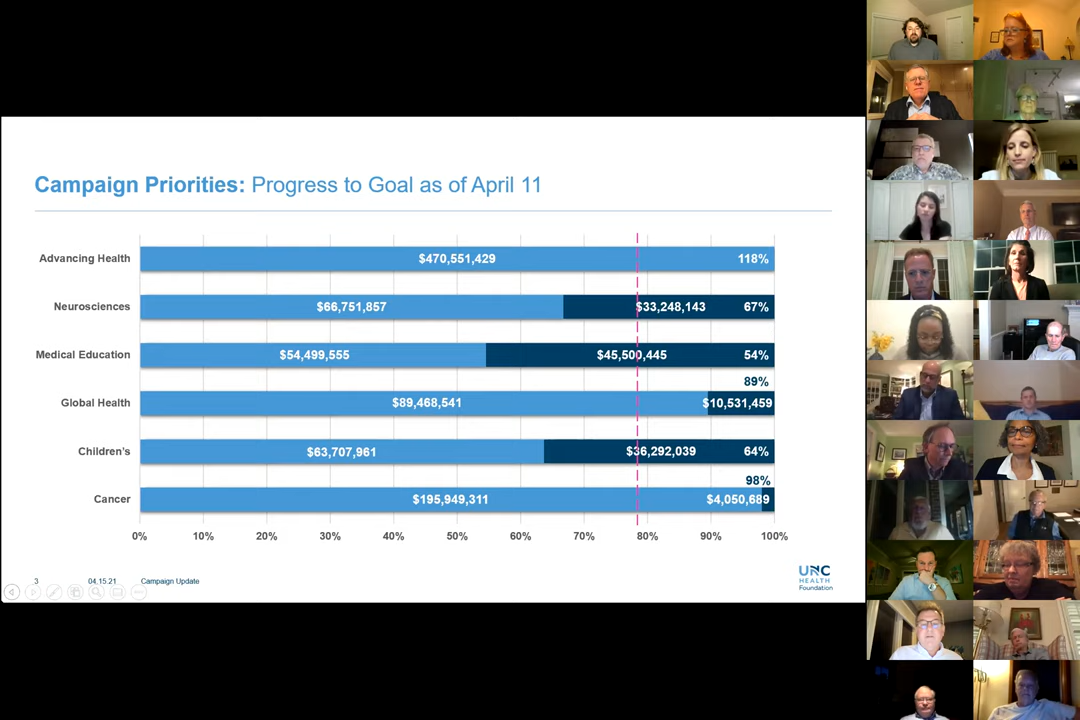 Campaign Priorities: Progress to Goal as of April 11
Advancing Health $470,551,429 118%
Neurosciences $66,751,857 $33,248,143 67%
Medical Education $54,499,555 $45,500,445 54%
89%
Global Health $89,468,541 $10,531,459
Children's $63,707,961 $36,292,039 64%
98%
Cancer $195,949,311 $4,050,689
0% 10% 20% 30% 40% 50% 60% 70% 80% 90% 100%
3 04.15.21 Campaign Update
UNC
HEALTH
Foundation